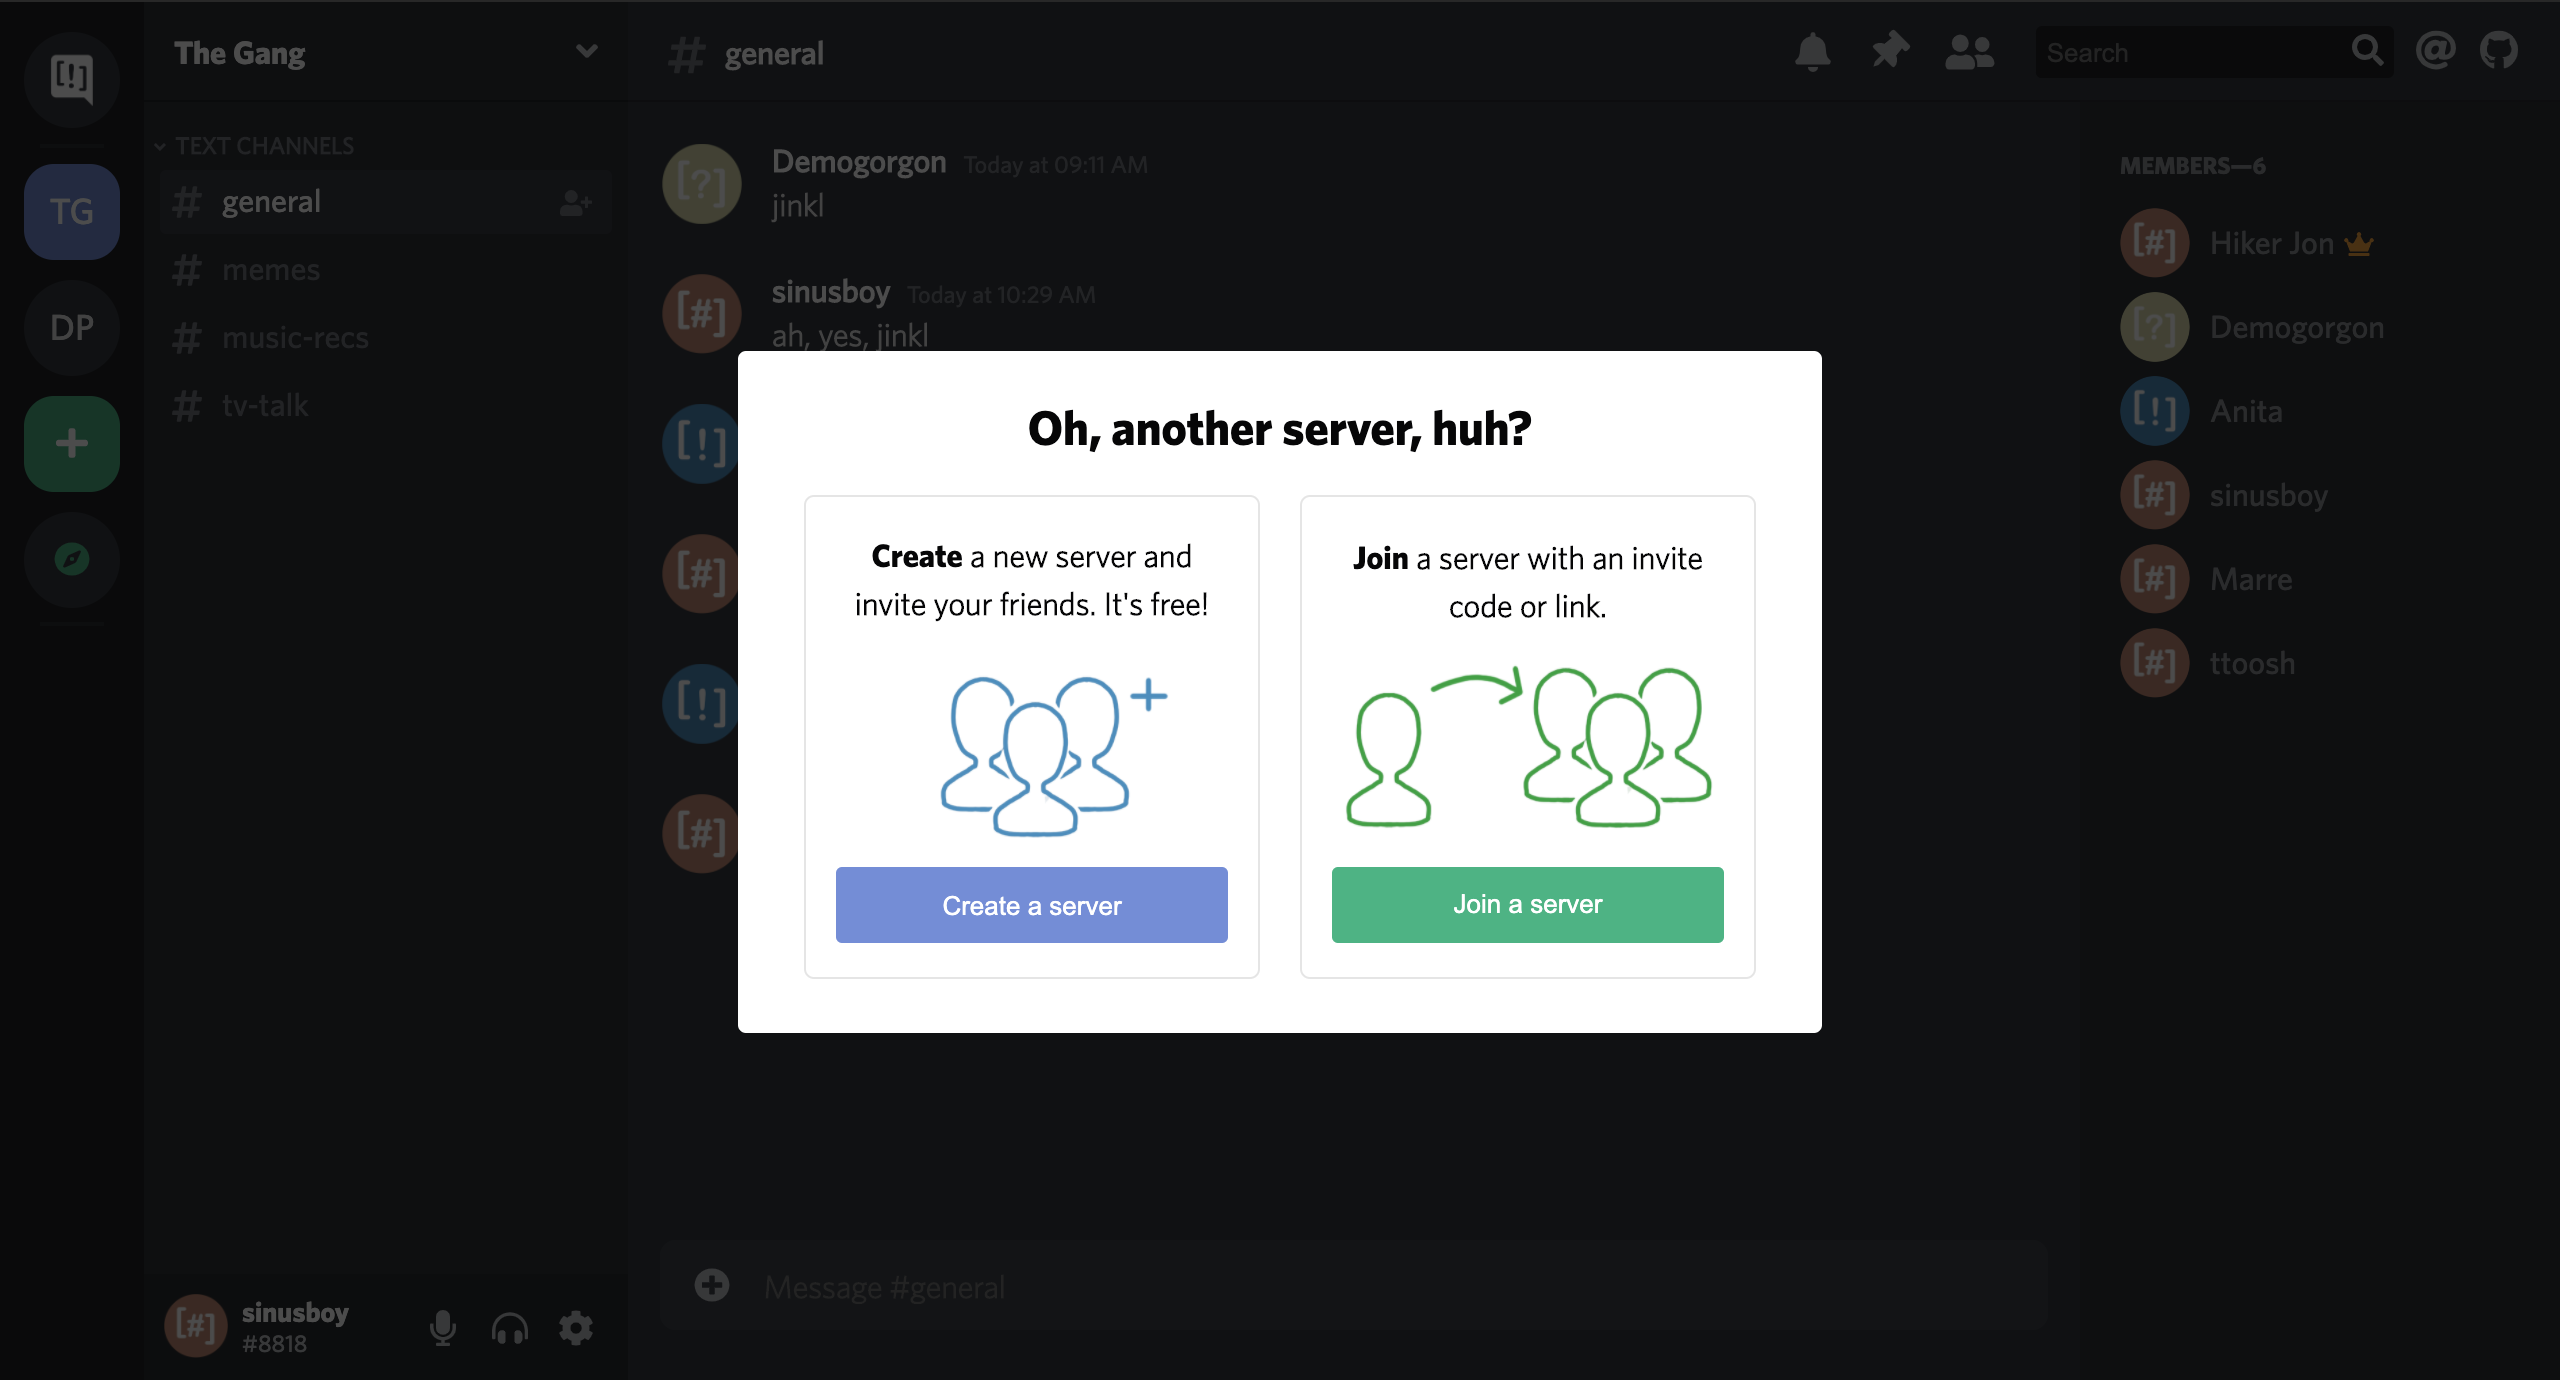 The Gang
TEXT CHANNELS
general
memes
music-recs
tv-talk
TG
DP
general
Search
Demogorgon Today at 09:11 AM
jinkl
sinusboy Today at 10:29 AM
ah, yes, jinkl
Oh, another server, huh?
Create a new server and
invite your friends. It's free!
Create a server
Join a server with an invite
code or link.
Join a server
Message #general
MEMBERS—6
Hiker Jon
Demogorgon
Anita
sinusboy
Marre
ttoosh
sinusboy
#8818